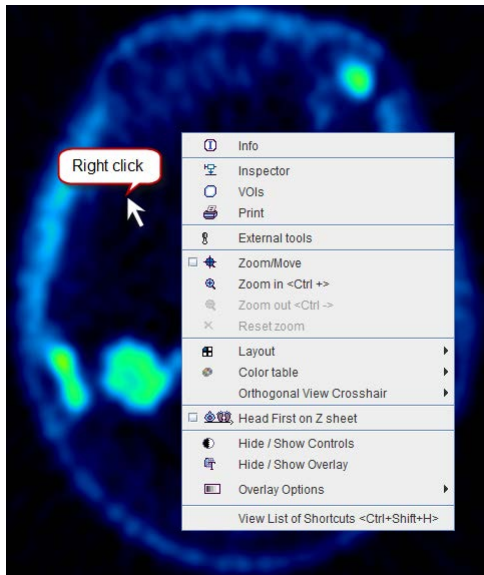 Right click
Info
Inspector
VOIs
Print
External tools
Zoom/Move
Zoom in <Ctrl +>
Zoom out <Ctrl ->
Reset zoom
Layout
Color table
Orthogonal View Crosshair
Head First on Z sheet
Hide / Show Controls
Hide / Show Overlay
Overlay Options
View List of Shortcuts <Ctrl+Shift+H>